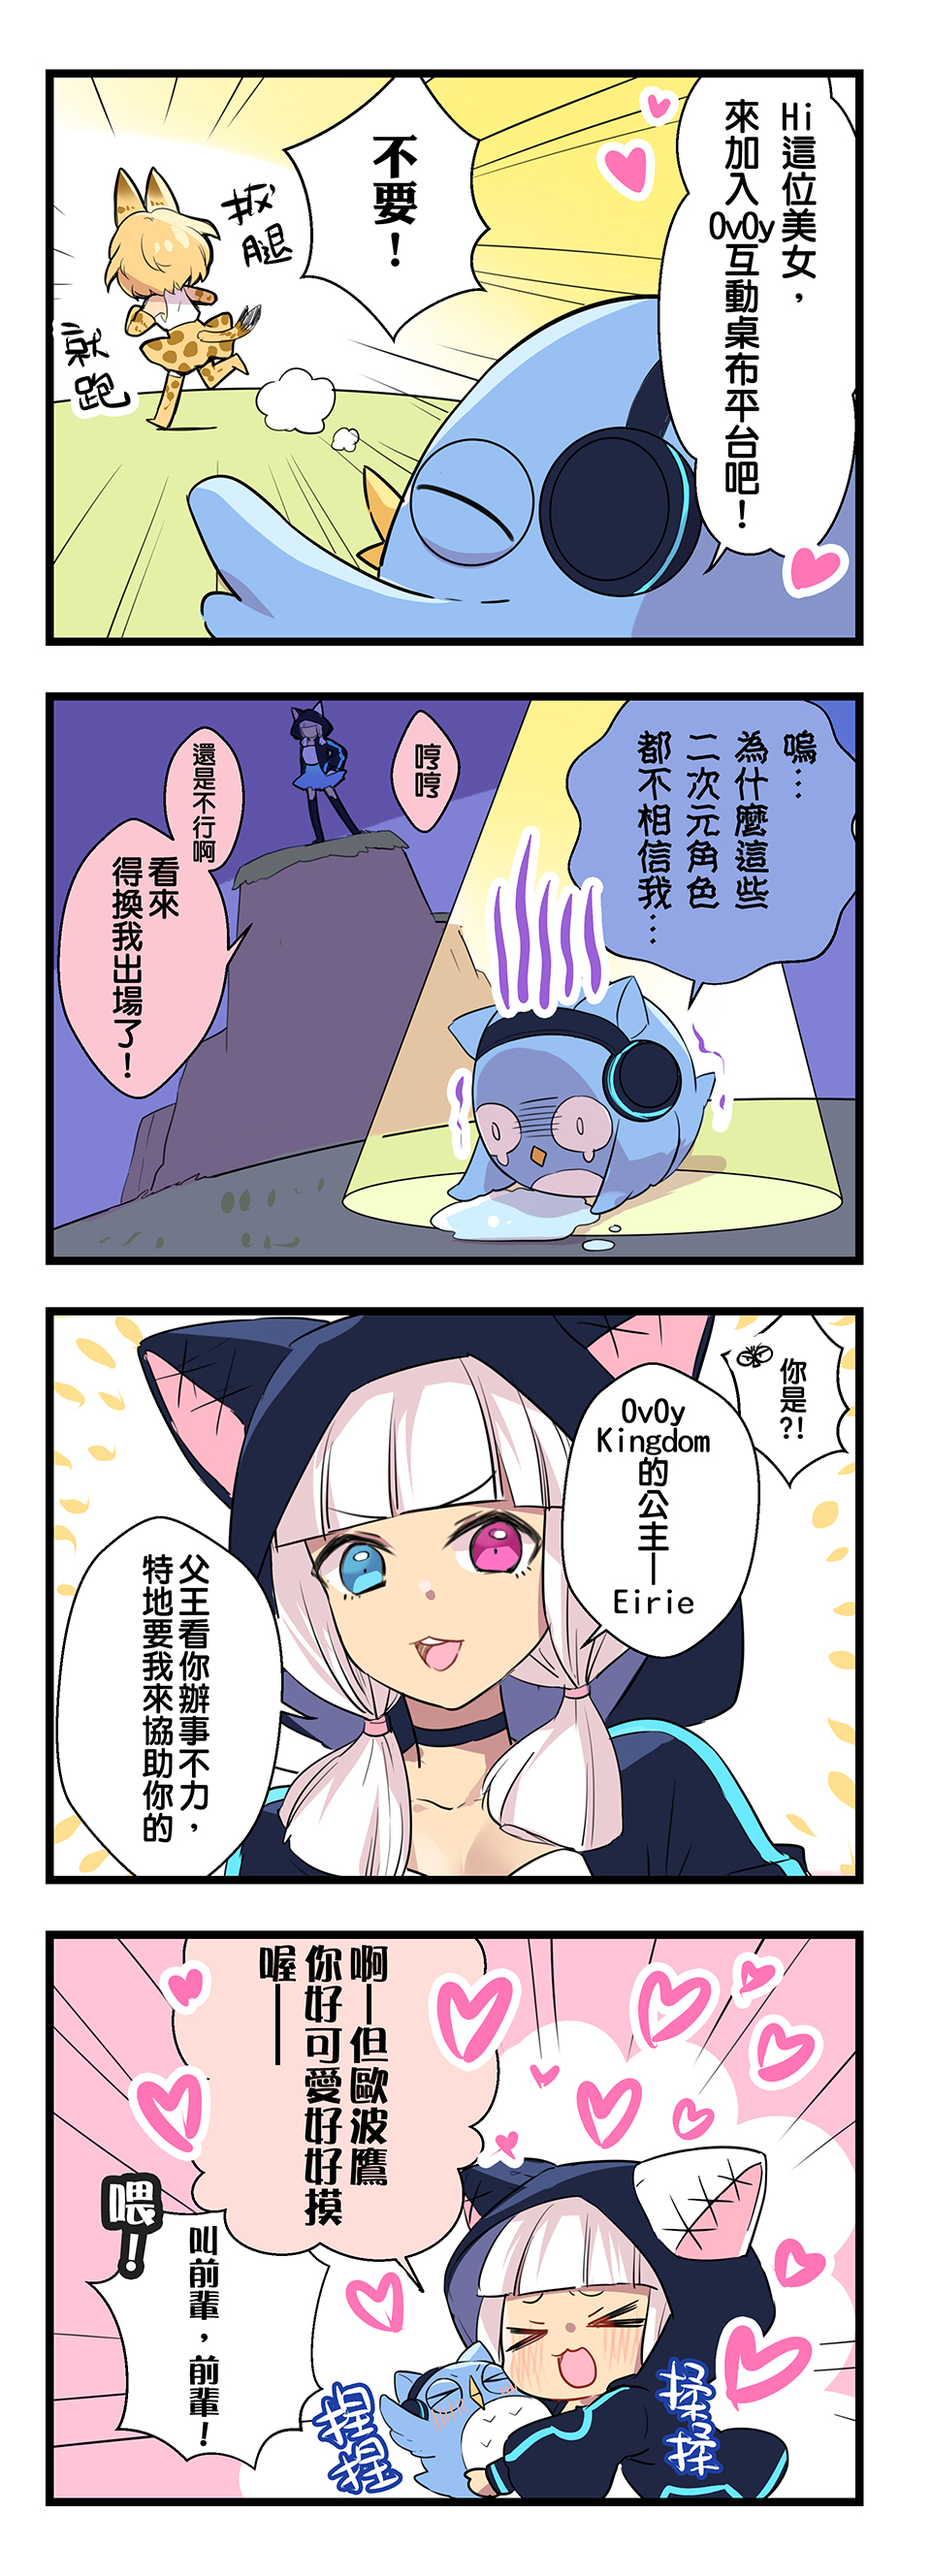 Hi這位美女，
來加入OvOy互動桌布平台吧！
不要！
拔腿
就跑
嗚…
為什麼這些
二次元角色
都不相信我…
哼哼
還是不行啊
看來
得換我出場了！
你是?!
OvOy
Kingdom
的公主—
Eirie
父王看你辦事不力，
特地要我來協助你的
啊—但歐波鷹
你好可愛好好摸
喔——
喂！
叫前輩，前輩！
捏捏
揉揉